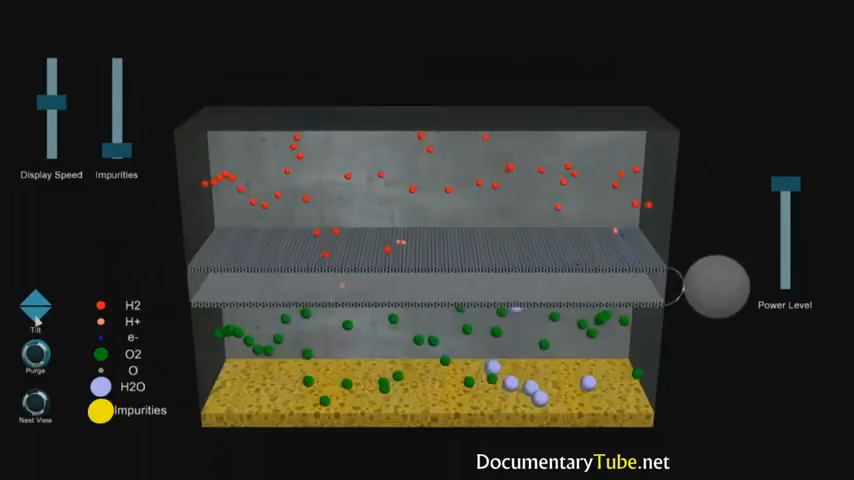 Display Speed
Impurities
Power Level
Tilt
Purge
Next View
H2
H+
e-
O2
O
H2O
Impurities
DocumentaryTube.net